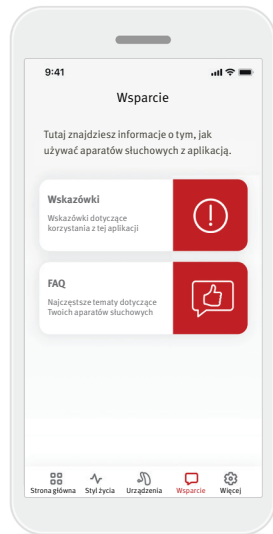 9:41
Wsparcie
Tutaj znajdziesz informacje o tym, jak
używać aparatów słuchowych z aplikacją.
Wskazówki
Wskazówki dotyczące
korzystania z tej aplikacji
FAQ
Najczęstsze tematy dotyczące
Twoich aparatów słuchowych
Strona główna Styl życia Urządzenia Wsparcie Więcej